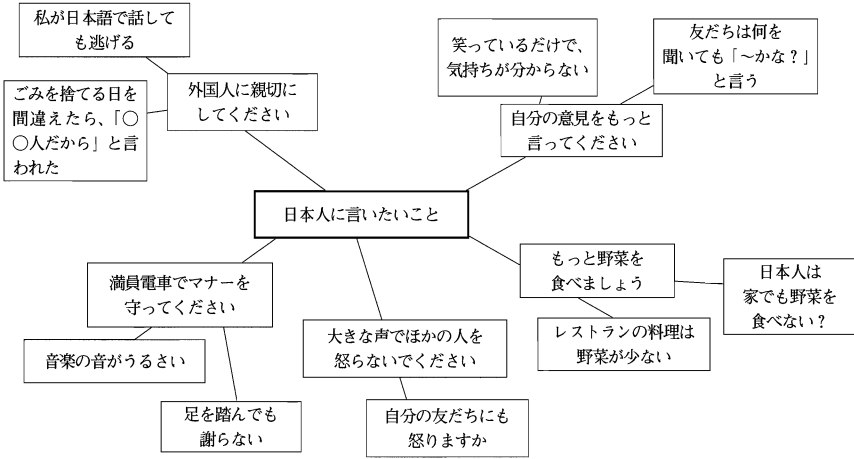 私が日本語で話して
も逃げる
外国人に親切に
してください
ごみを捨てる日を
間違えたら、「〇
〇人だから」と言
われた
笑っているだけで、
気持ちが分からない
友だちは何を
聞いても「～かな？」
と言う
自分の意見をもっと
言ってください
日本人に言いたいこと
満員電車でマナーを
守ってください
音楽の音がうるさい
足を踏んでも
謝らない
大きな声でほかの人を
怒らないでください
自分の友だちにも
怒りますか
もっと野菜を
食べましょう
レストランの料理は
野菜が少ない
日本人は
家でも野菜を
食べない？